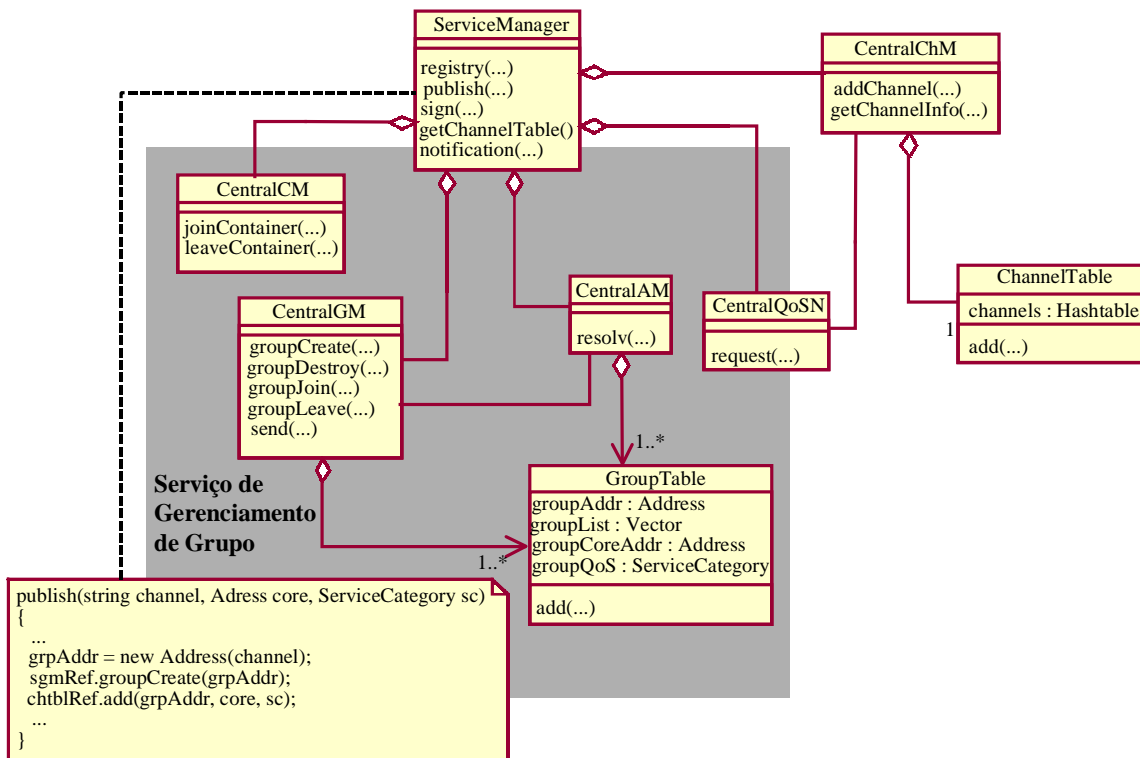 ServiceManager
registry(...)
publish(...)
sign(...)
getChannelTable()
notification(...)
CentralChM
addChannel(...)
getChannelInfo(...)
CentralCM
joinContainer(...)
leaveContainer(...)
CentralGM
groupCreate(...)
groupDestroy(...)
groupJoin(...)
groupLeave(...)
send(...)
CentralAM
resolv(...)
CentralQoSN
request(...)
ChannelTable
channels : Hashtable
add(...)
1
1..*
GroupTable
groupAddr : Address
groupList : Vector
groupCoreAddr : Address
groupQoS : ServiceCategory
add(...)
1..*
Serviço de
Gerenciamento
de Grupo
publish(string channel, Adress core, ServiceCategory sc)
{
...
grpAddr = new Address(channel);
sgmRef.groupCreate(grpAddr);
chtblRef.add(grpAddr, core, sc);
...
}